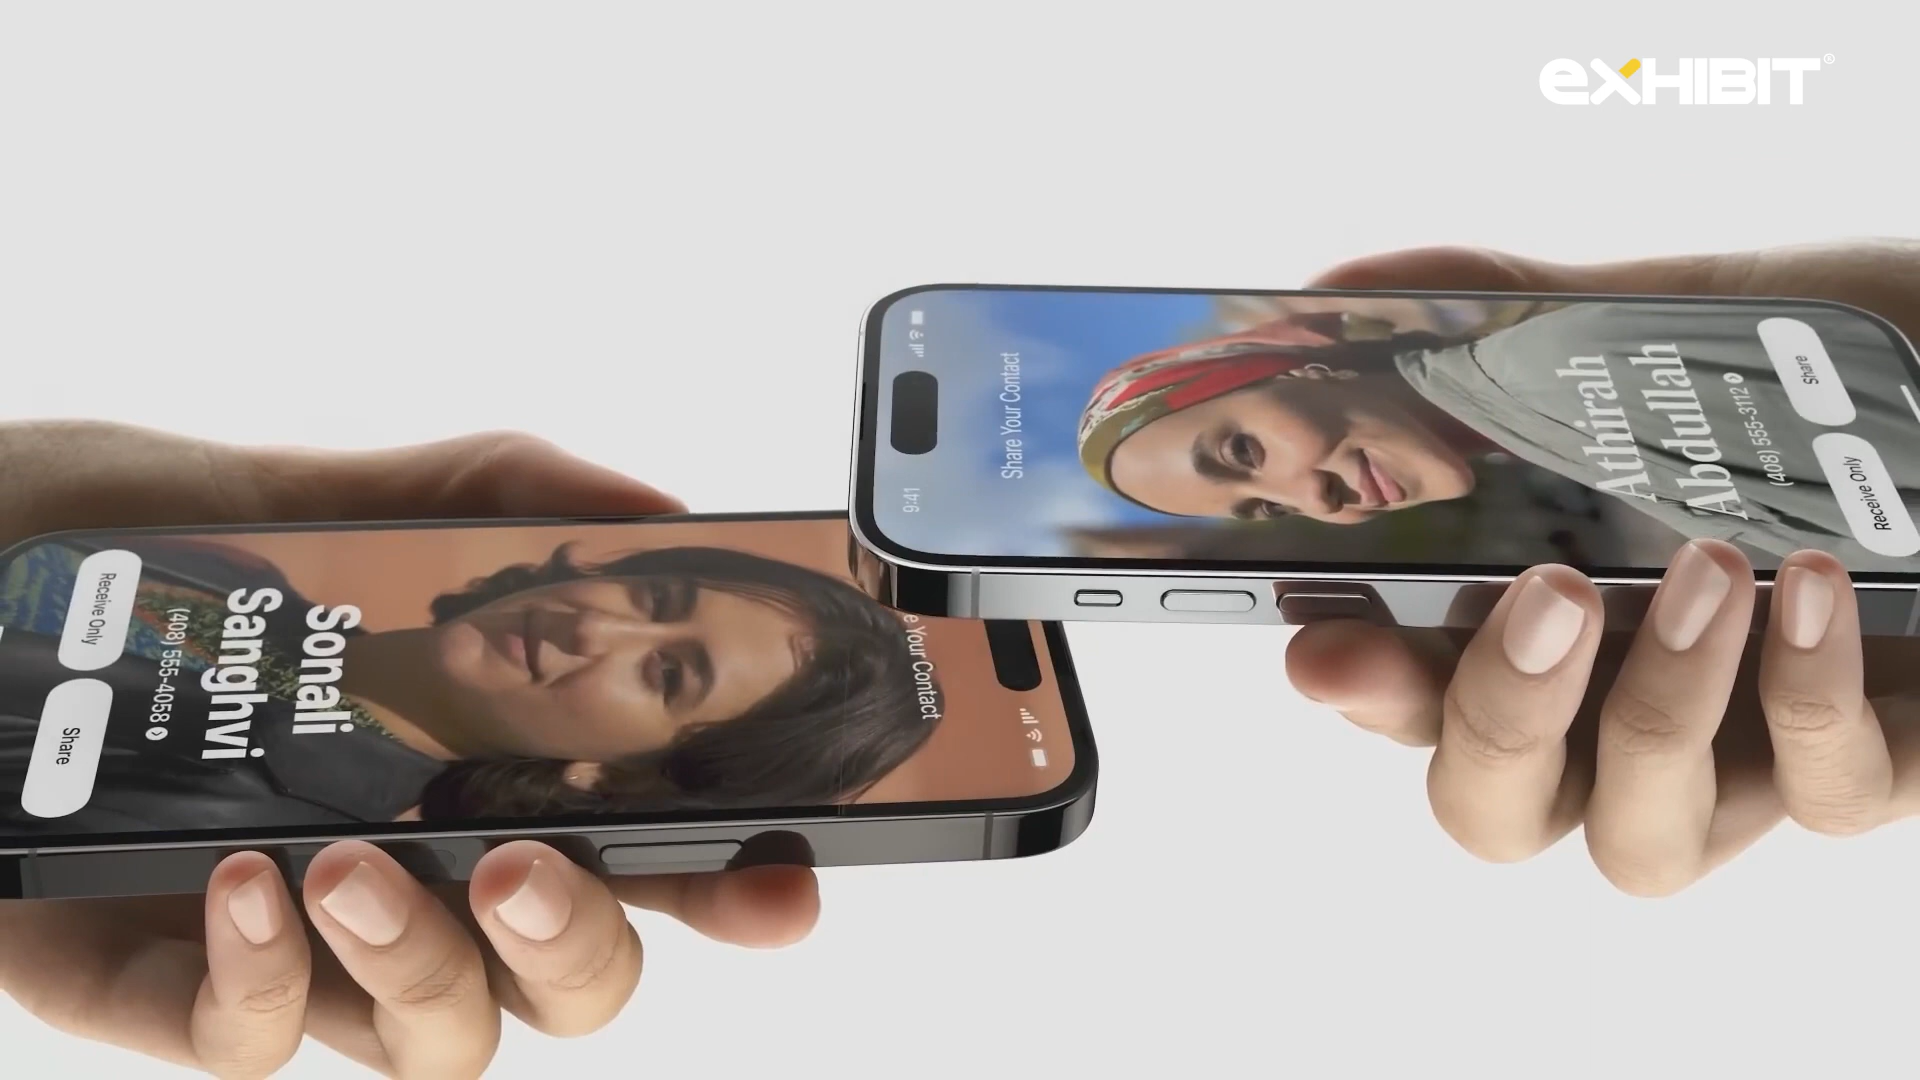 exHIBIT®
9:41
Share Your Contact
Athirah
Abdullah
(408) 555-3112
Receive Only
Share
e Your Contact
Sonali
Sanghvi
(408) 555-4058
Receive Only
Share